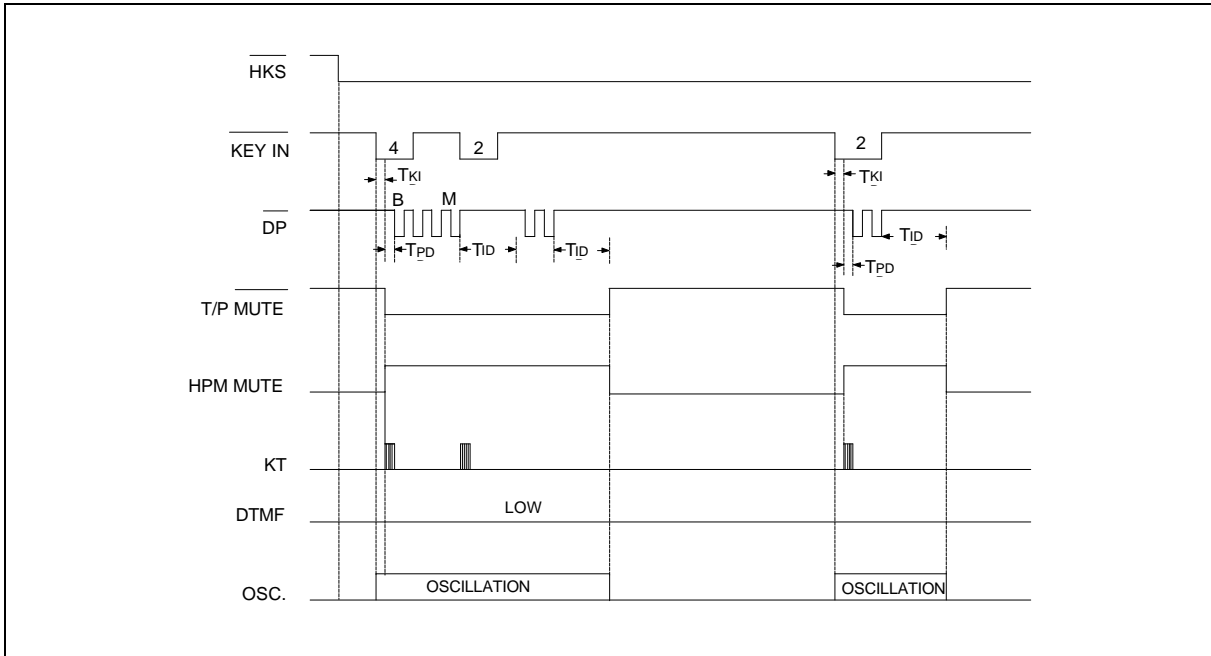 HKS
KEY IN
4
2
2
TKI
TKI
B
M
DP
TPD
TID
TID
TID
TPD
T/P MUTE
HPM MUTE
KT
LOW
DTMF
OSCILLATION
OSCILLATION
OSC.